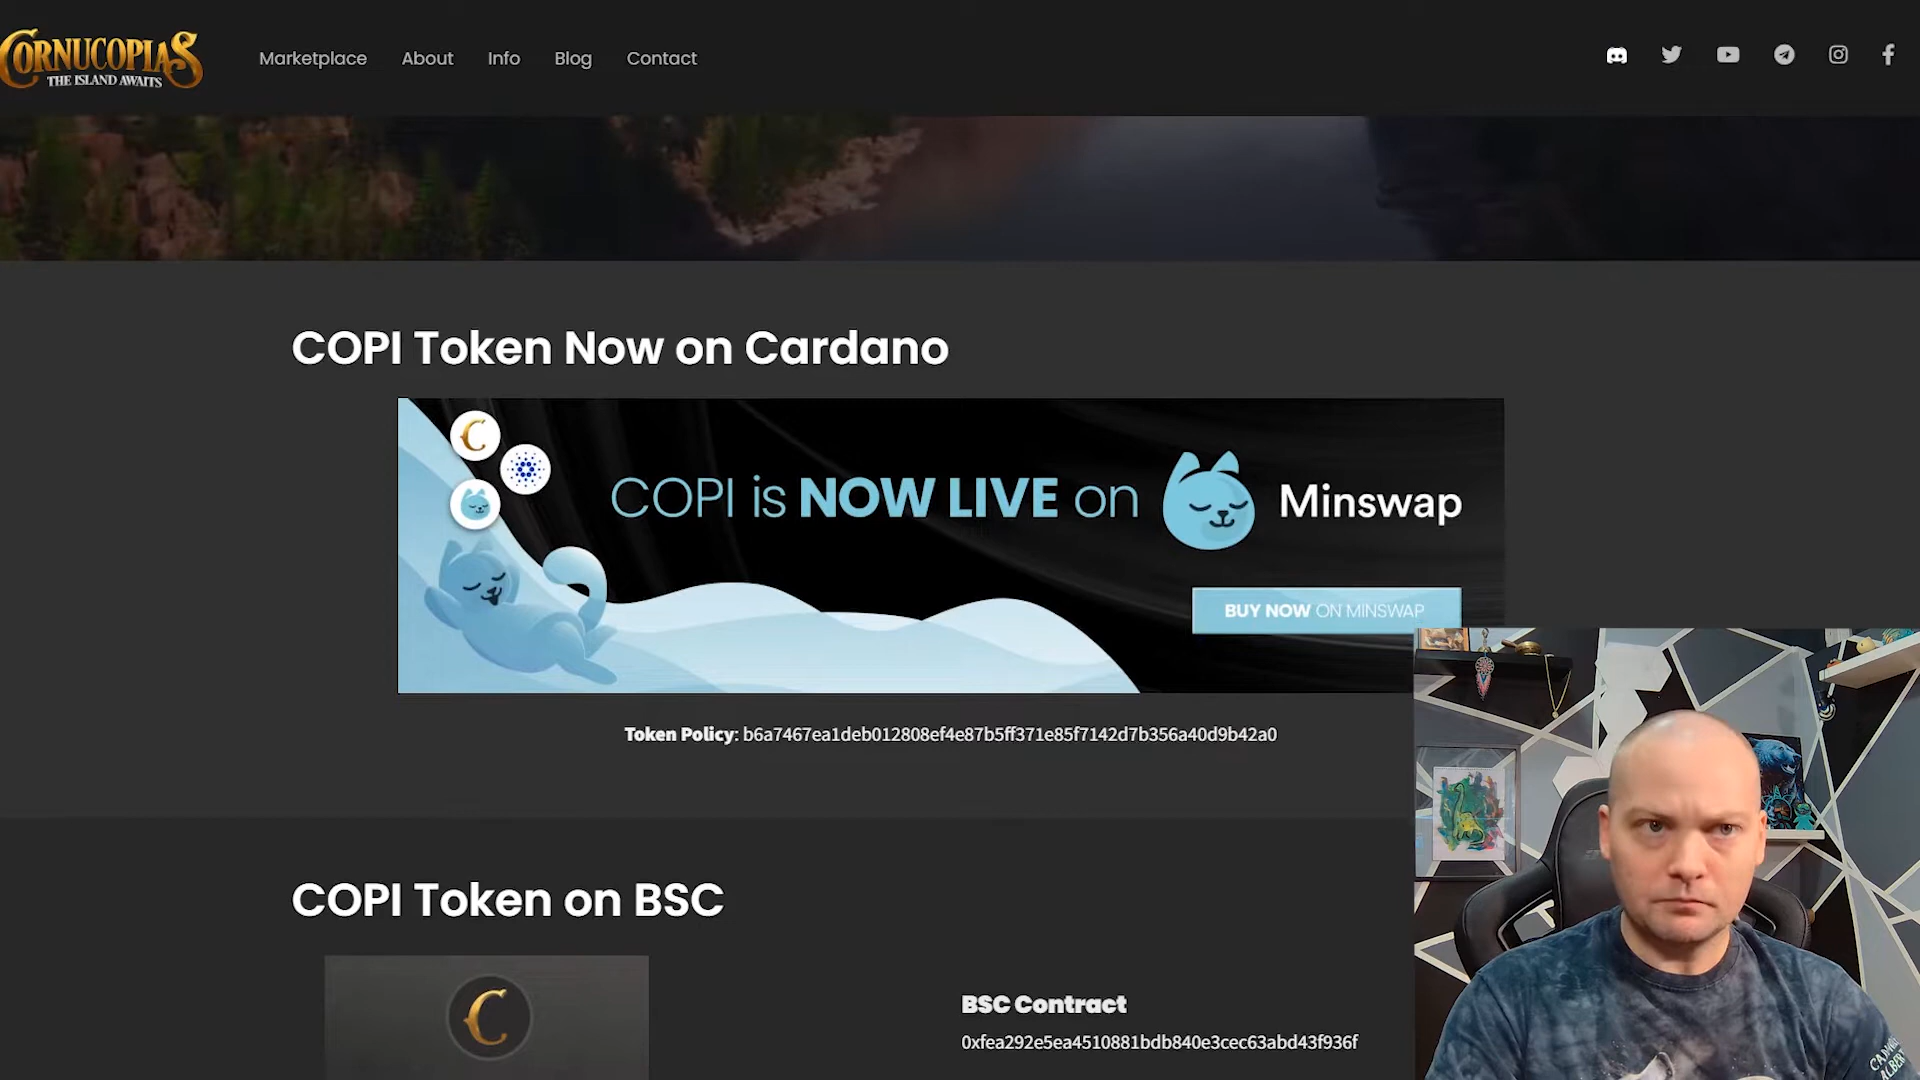 CORNUCOPIAS
THE ISLAND AWAITS
Marketplace About Info Blog Contact
COPI Token Now on Cardano
COPI is NOW LIVE on Minswap
BUY NOW ON MINSWAP
Token Policy: b6a7467ea1deb012808ef4e87b5ff371e85f7142d7b356a40d9b42a0
COPI Token on BSC
BSC Contract
0xfea292e5ea4510881bdb840e3cec63abd43f936f